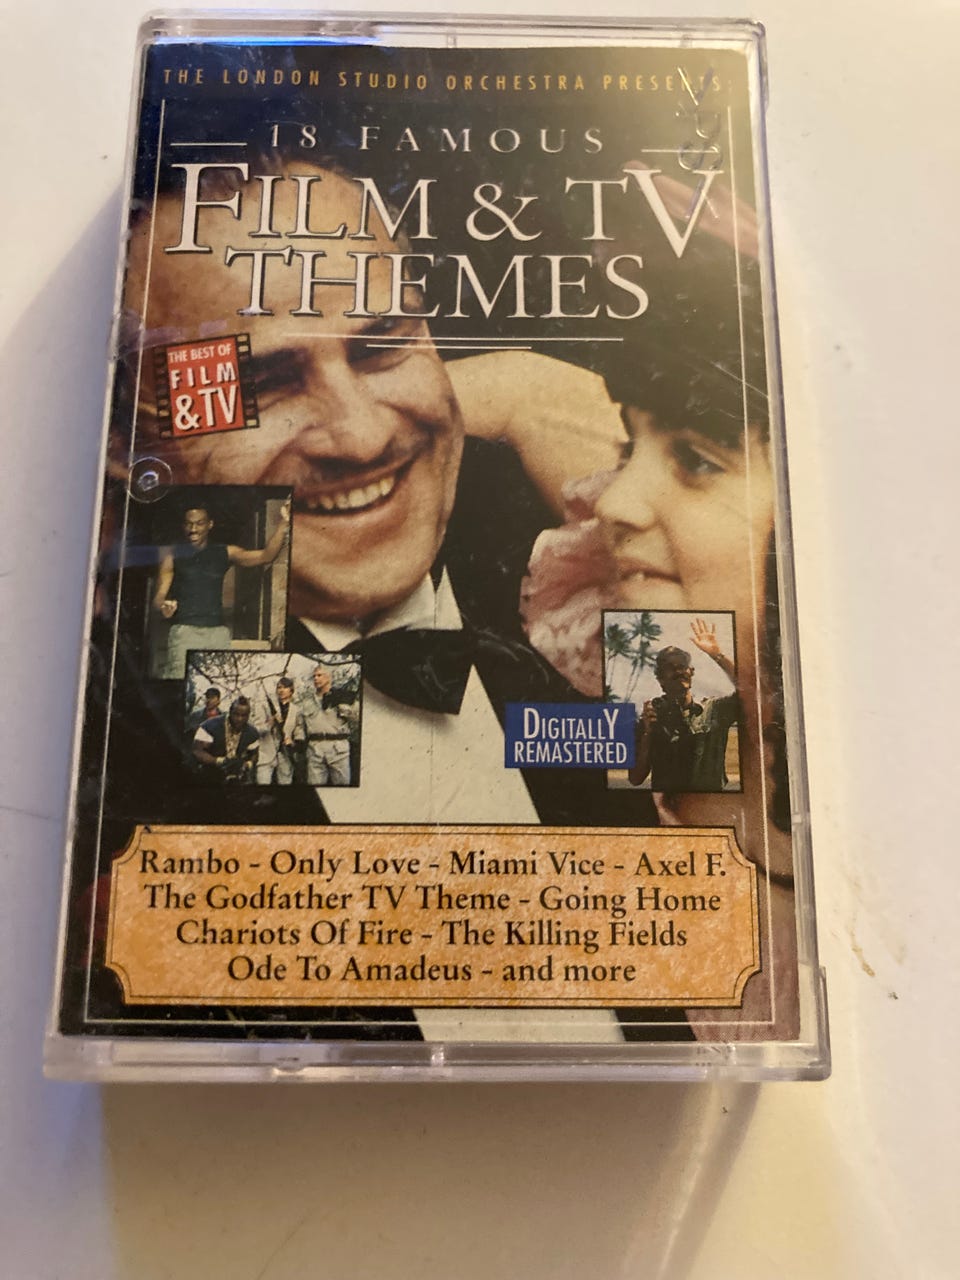 THE LONDON STUDIO ORCHESTRA PRESENTS:
18 FAMOUS
FILM & TV
THEMES
THE BEST OF
FILM
& TV
DIGITALLY
REMASTERED
Rambo - Only Love - Miami Vice - Axel F.
The Godfather TV Theme - Going Home
Chariots Of Fire - The Killing Fields
Ode To Amadeus - and more